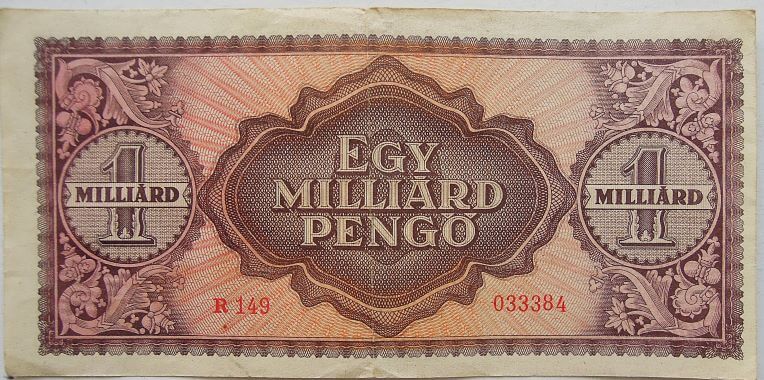 EGY
MILLIÁRD
PENGŐ
1
MILLIÁRD
1
MILLIÁRD
R 149
033384